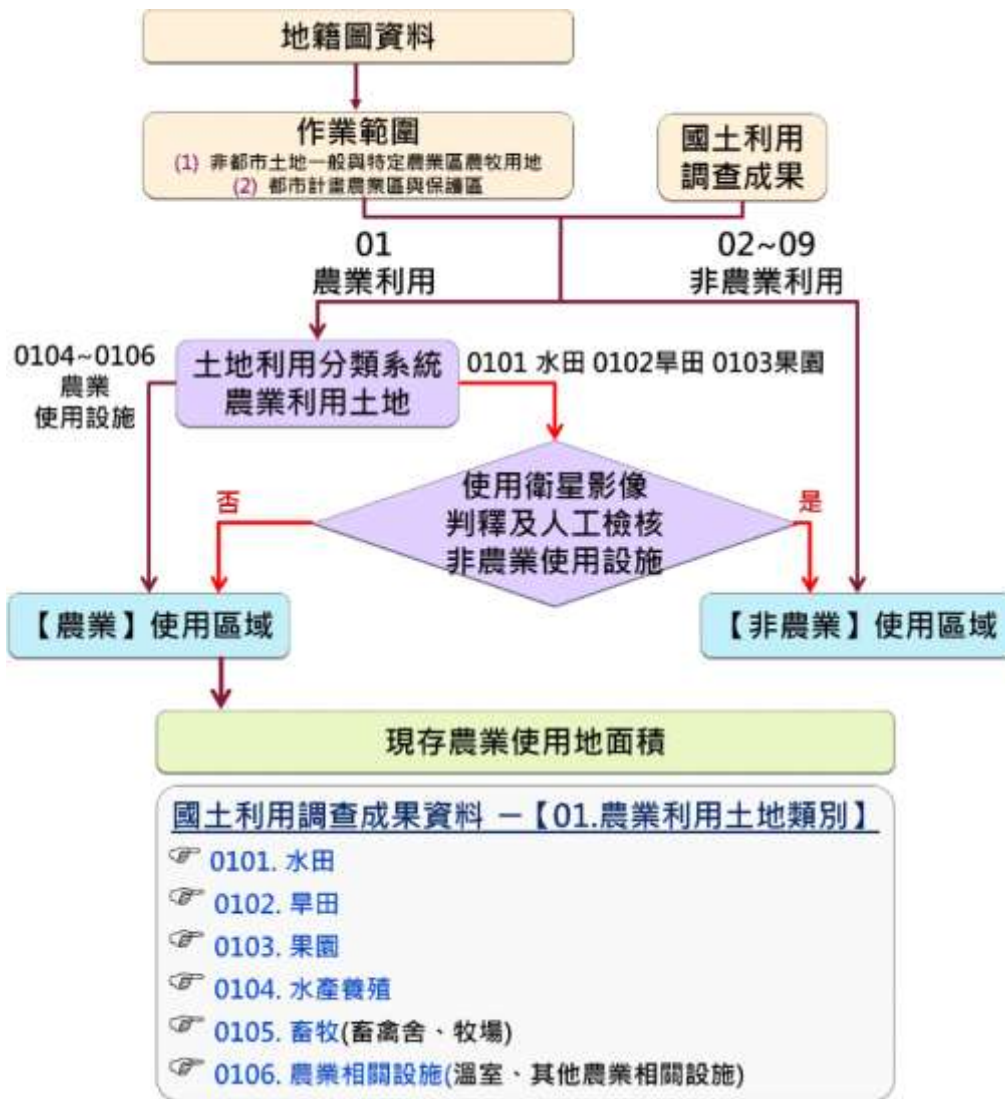 地籍圖資料
作業範圍
(1) 非都市土地一般與特定農業區農牧用地
(2) 都市計畫農業區與保護區
國土利用
調查成果
01
農業利用
02~09
非農業利用
0104~0106
農業
使用設施
土地利用分類系統
農業利用土地
0101 水田 0102旱田 0103果園
使用衛星影像
判釋及人工檢核
非農業使用設施
否
是
【農業】使用區域
【非農業】使用區域
現存農業使用地面積
國土利用調查成果資料 －【01.農業利用土地類別】
0101. 水田
0102. 旱田
0103. 果園
0104. 水產養殖
0105. 畜牧(畜禽舍、牧場)
0106. 農業相關設施(溫室、其他農業相關設施)